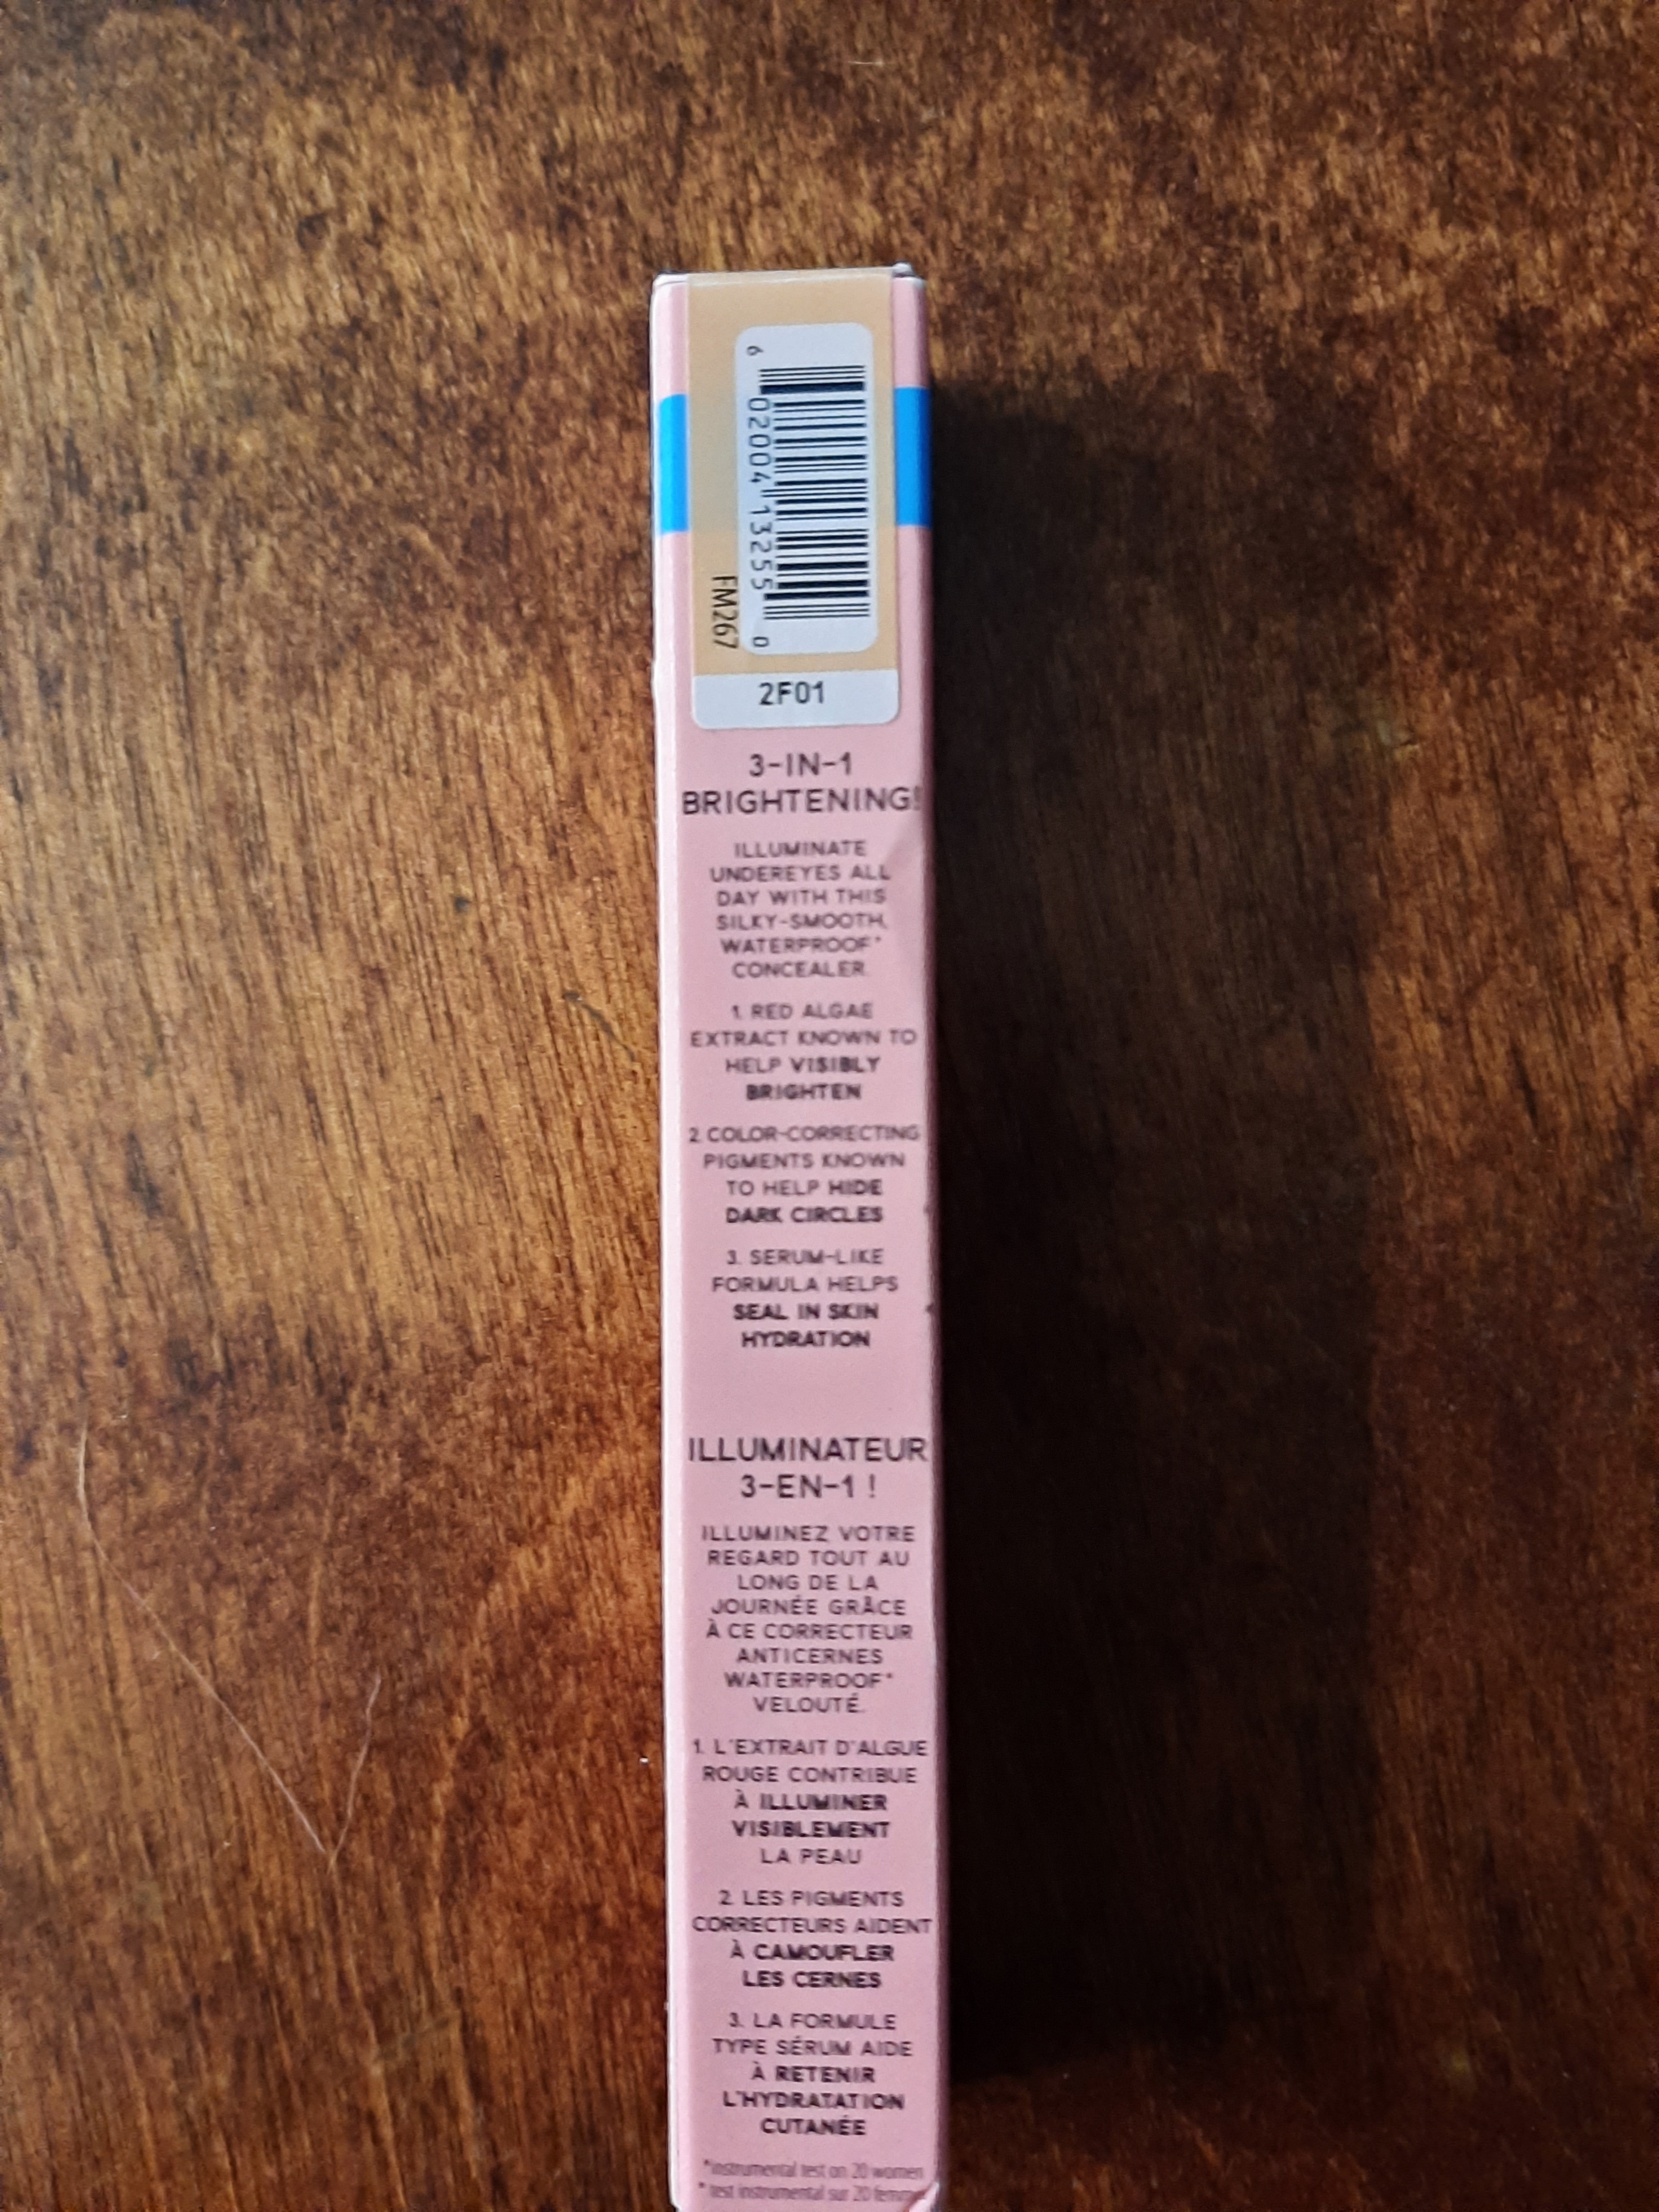 6 02004 13255 0
FM267
2F01
3-IN-1
BRIGHTENING!
ILLUMINATE
UNDEREYES ALL
DAY WITH THIS
SILKY-SMOOTH,
WATERPROOF*
CONCEALER.
1. RED ALGAE
EXTRACT KNOWN TO
HELP VISIBLY
BRIGHTEN
2. COLOR-CORRECTING
PIGMENTS KNOWN
TO HELP HIDE
DARK CIRCLES
3. SERUM-LIKE
FORMULA HELPS
SEAL IN SKIN
HYDRATION
ILLUMINATEUR
3-EN-1 !
ILLUMINEZ VOTRE
REGARD TOUT AU
LONG DE LA
JOURNÉE GRÂCE
À CE CORRECTEUR
ANTICERNES
WATERPROOF*
VELOUTÉ.
1. L'EXTRAIT D'ALGUE
ROUGE CONTRIBUE
À ILLUMINER
VISIBLEMENT
LA PEAU
2. LES PIGMENTS
CORRECTEURS AIDENT
À CAMOUFLER
LES CERNES
3. LA FORMULE
TYPE SÉRUM AIDE
À RETENIR
L'HYDRATATION
CUTANÉE
*instrumental test on 20 women
* test instrumental sur 20